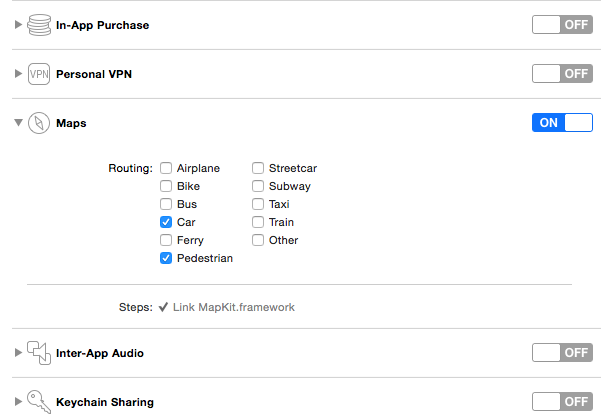 In-App Purchase OFF
VPN Personal VPN OFF
Maps ON
Routing: Airplane Streetcar
Bike Subway
Bus Taxi
Car Train
Ferry Other
Pedestrian
Steps: Link MapKit.framework
Inter-App Audio OFF
Keychain Sharing OFF